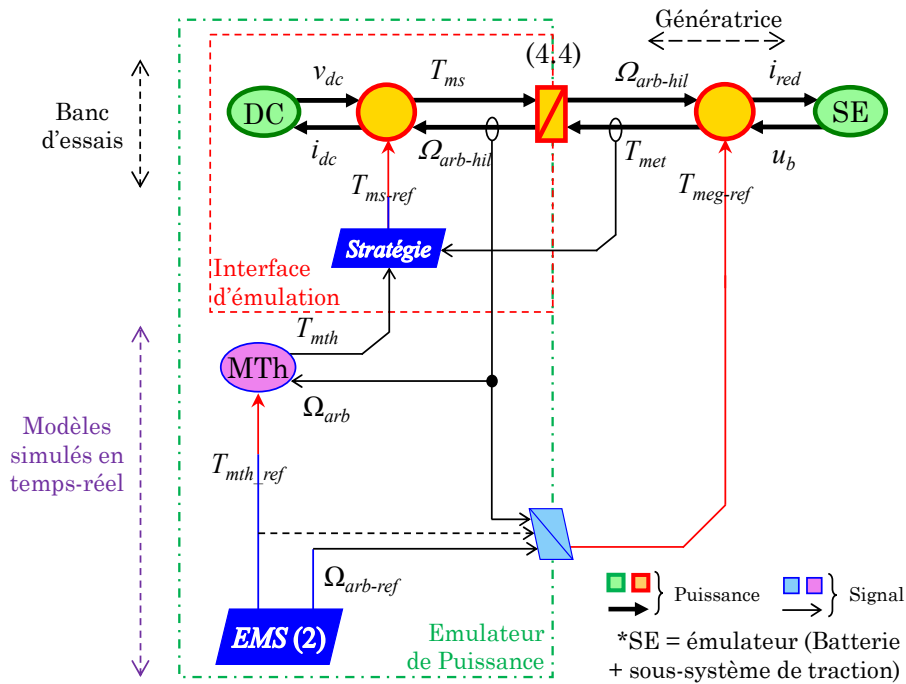 Génératrice
(4.4)
v_dc
T_ms
Ω_arb-hil
i_red
Banc
d'essais
DC
SE
i_dc
Ω_arb-hil
T_met
u_b
T_ms-ref
T_meg-ref
Stratégie
Interface
d'émulation
T_mth
MTh
Ω_arb
Modèles
simulés en
temps-réel
T_mth_ref
Ω_arb-ref
EMS (2)
Emulateur
de Puissance
Puissance
Signal
*SE = émulateur (Batterie
+ sous-système de traction)